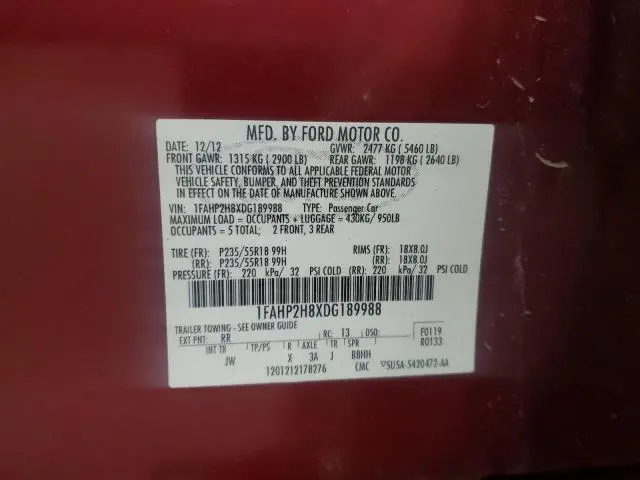 MFD. BY FORD MOTOR CO.
DATE: 12/12 GVWR: 2477 KG (5460 LB)
FRONT GAWR: 1315 KG (2900 LB) REAR GAWR: 1198 KG (2640 LB)
THIS VEHICLE CONFORMS TO ALL APPLICABLE FEDERAL MOTOR
VEHICLE SAFETY, BUMPER, AND THEFT PREVENTION STANDARDS
IN EFFECT ON THE DATE OF MANUFACTURE SHOWN ABOVE.
VIN: 1FAHP2H8XDG189988 TYPE: Passenger Car
MAXIMUM LOAD = OCCUPANTS + LUGGAGE = 430KG/ 950LB
OCCUPANTS = 5 TOTAL; 2 FRONT, 3 REAR
TIRE (FR): P235/55R18 99H RIMS (FR): 18X8.0J
(RR): P235/55R18 99H (RR): 18X8.0J
PRESSURE (FR): 220 kPa/ 32 PSI COLD (RR): 220 kPa/ 32 PSI COLD
1FAHP2H8XDG189988
TRAILER TOWING - SEE OWNER GUIDE
EXT PNT: RR RC: 13 DSO: F0119
R0133
INT TR TP/PS R AXLE TR SPR
JW X 3A J BBHH
1201212178276 CMC ▽5U5A-5420472-AA